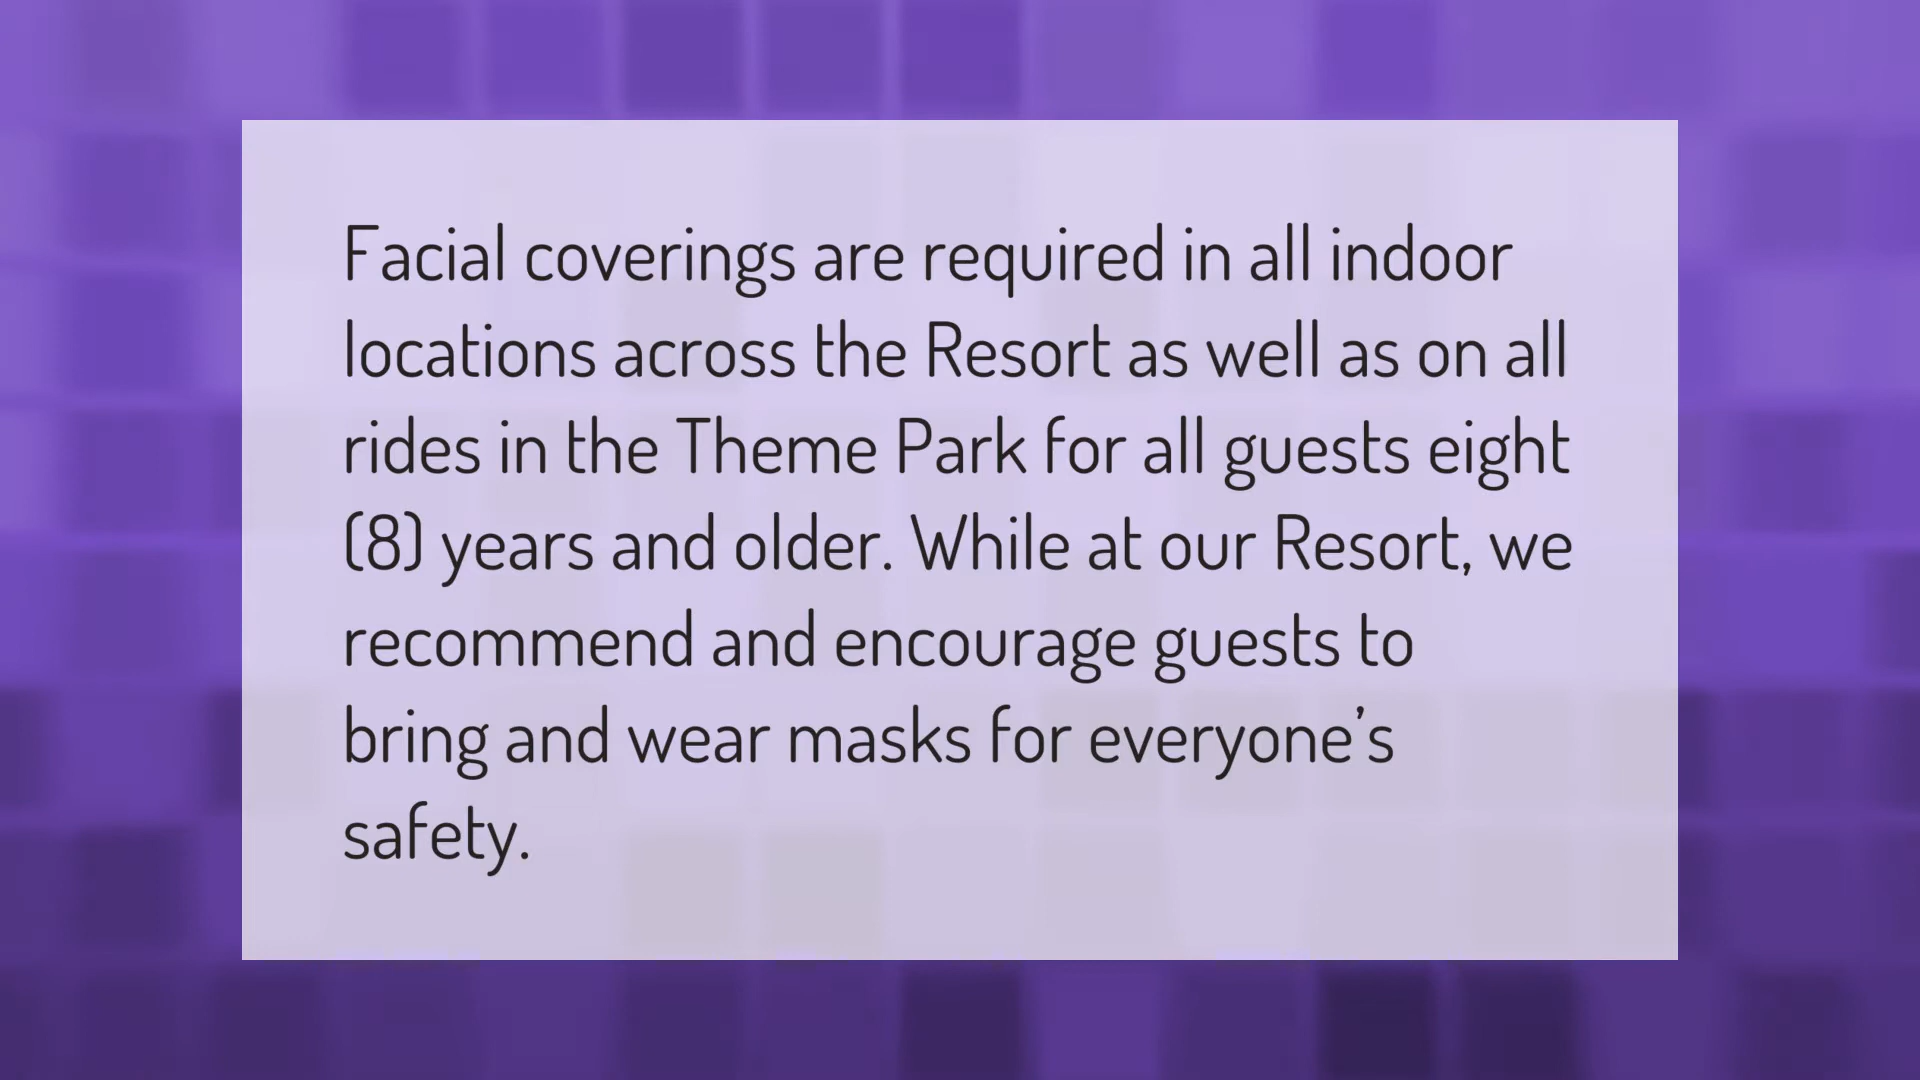 Facial coverings are required in all indoor
locations across the Resort as well as on all
rides in the Theme Park for all guests eight
(8) years and older. While at our Resort, we
recommend and encourage guests to
bring and wear masks for everyone’s
safety.